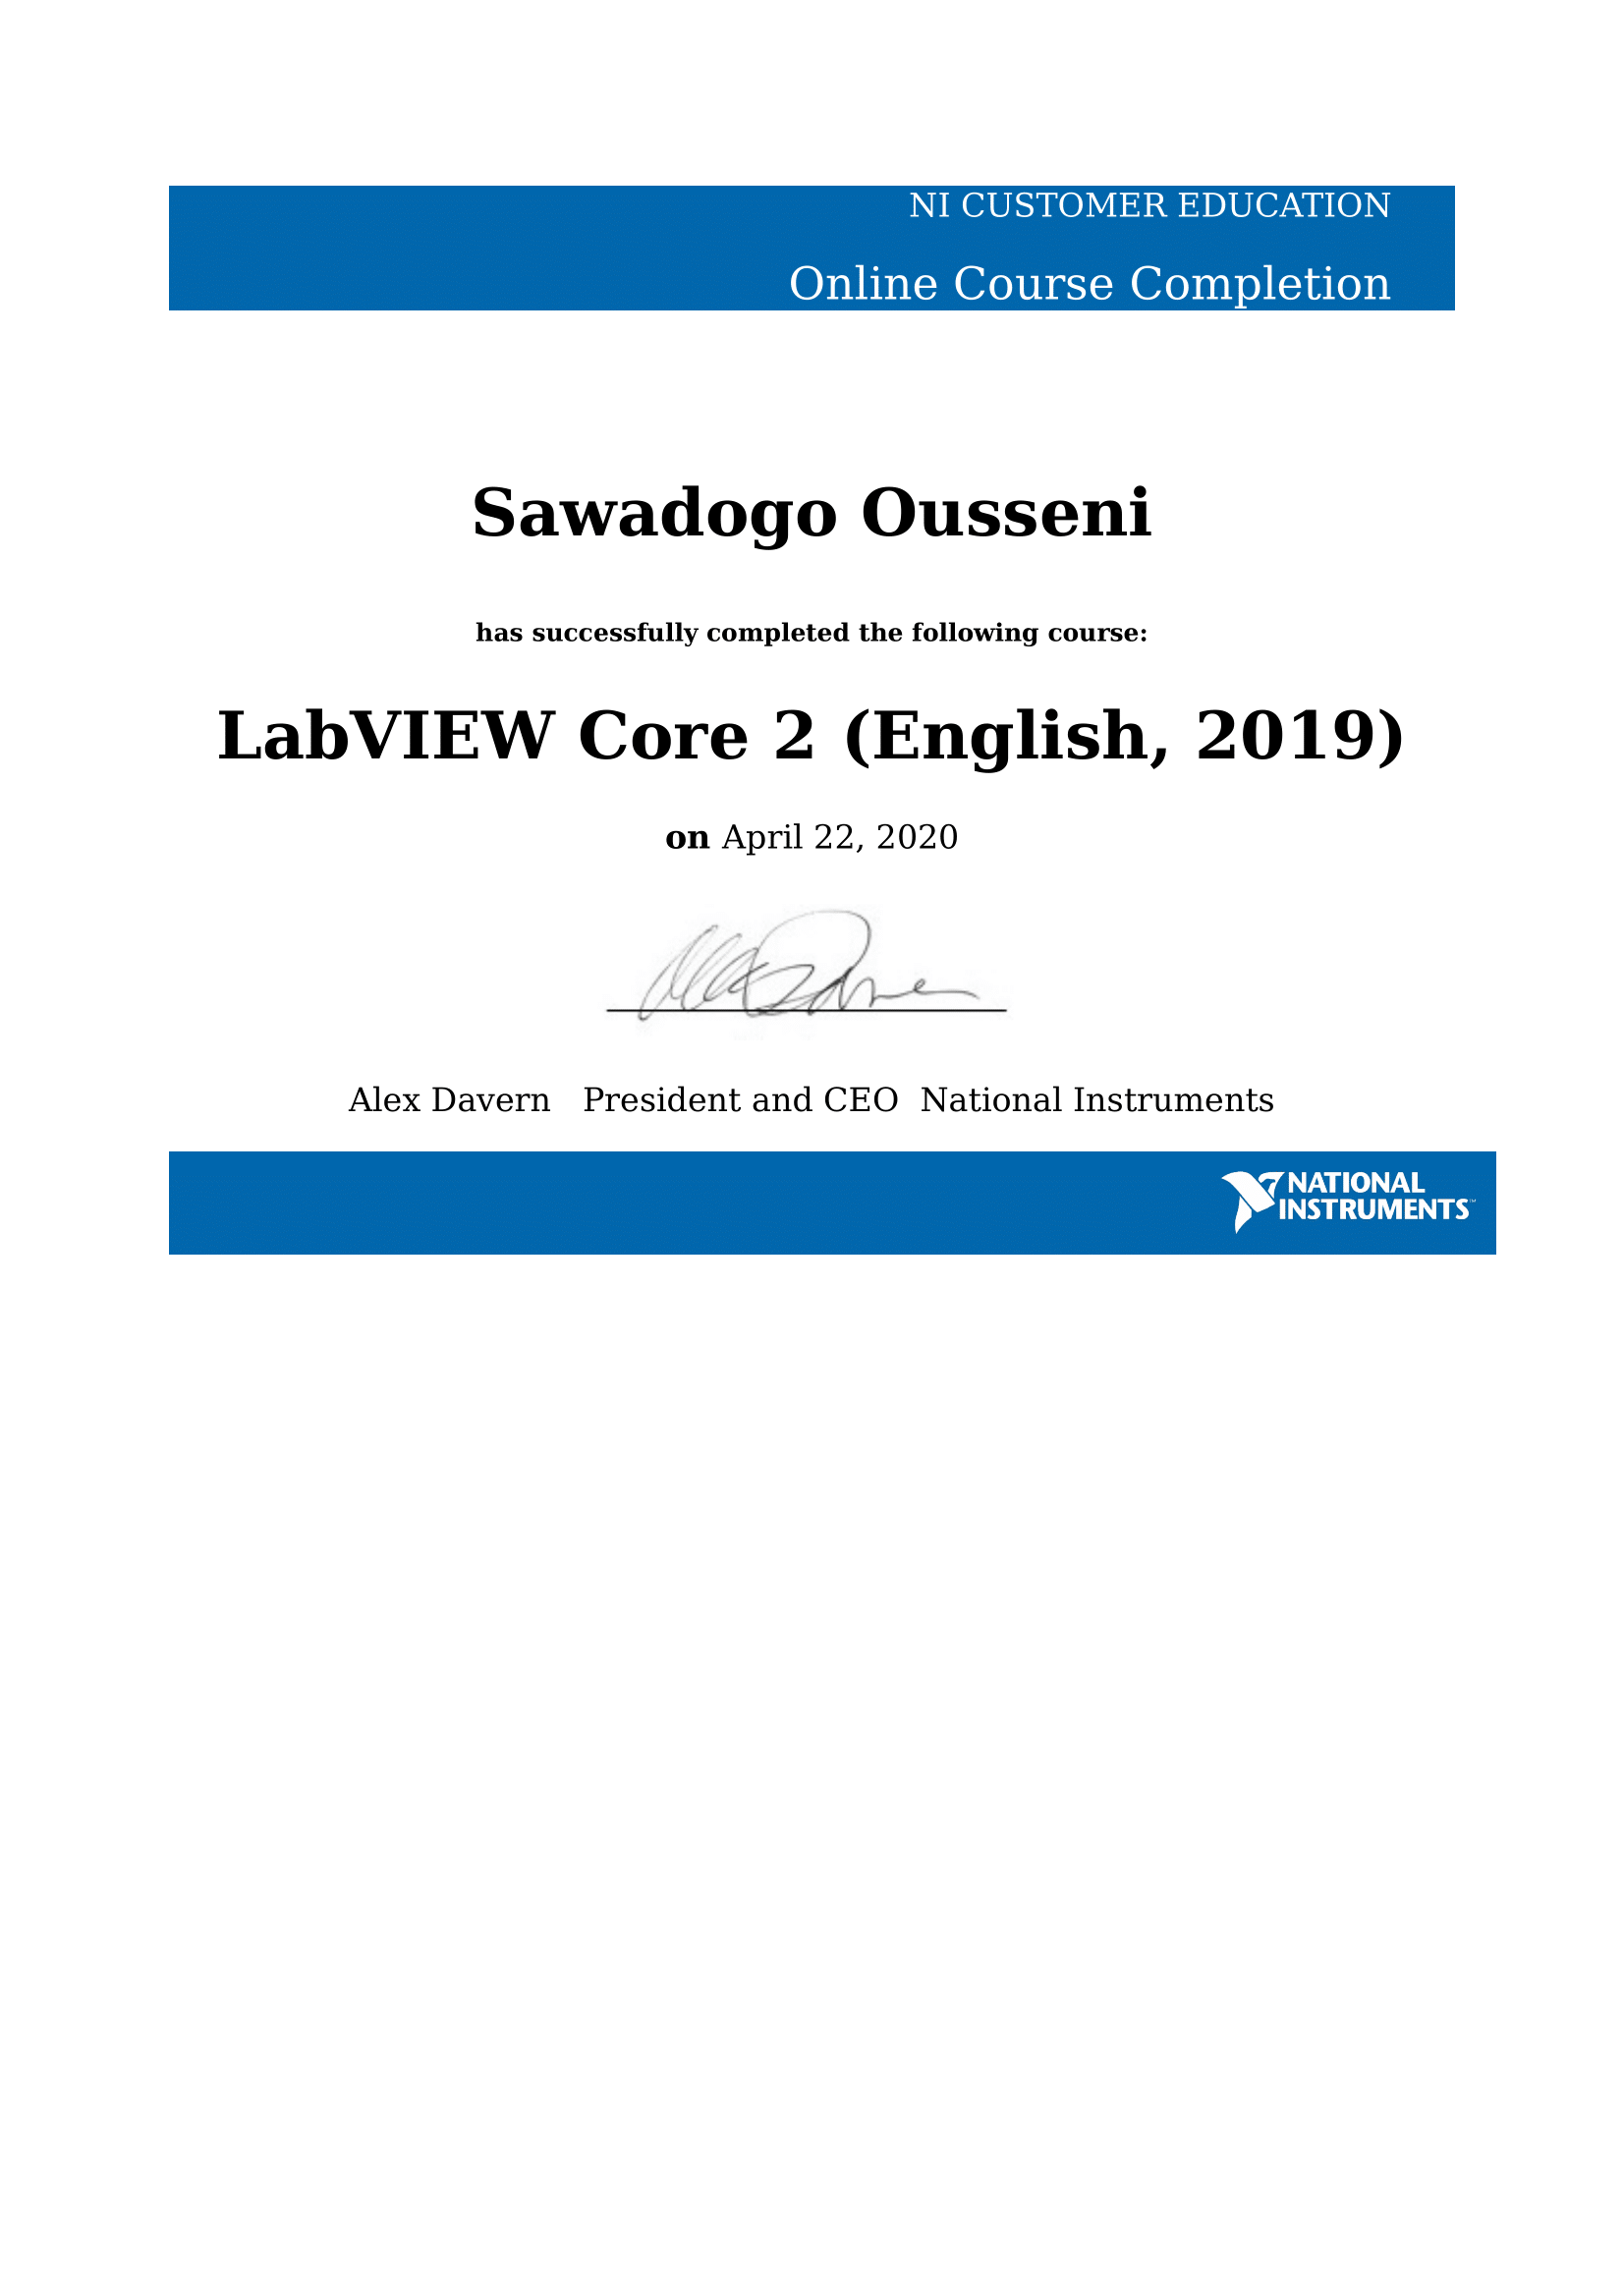 NI CUSTOMER EDUCATION
Online Course Completion
Sawadogo Ousseni
has successfully completed the following course:
LabVIEW Core 2 (English, 2019)
on April 22, 2020
Alex Davern President and CEO National Instruments
NATIONAL
INSTRUMENTS™